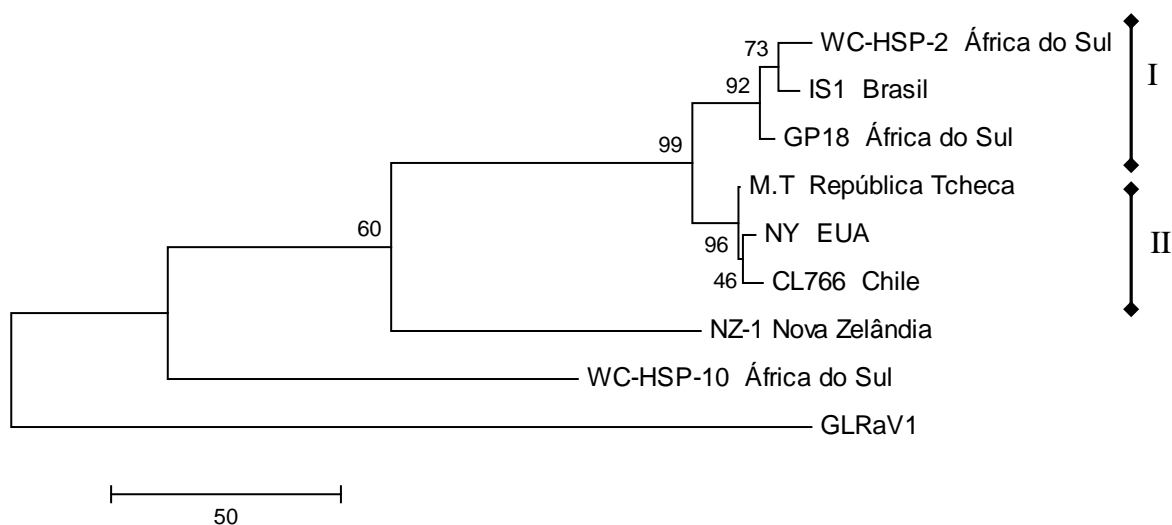 WC-HSP-2 África do Sul
73
I
IS1 Brasil
92
GP18 África do Sul
99
M.T República Tcheca
60
NY EUA
96
II
46
CL766 Chile
NZ-1 Nova Zelândia
WC-HSP-10 África do Sul
GLRaV1
50